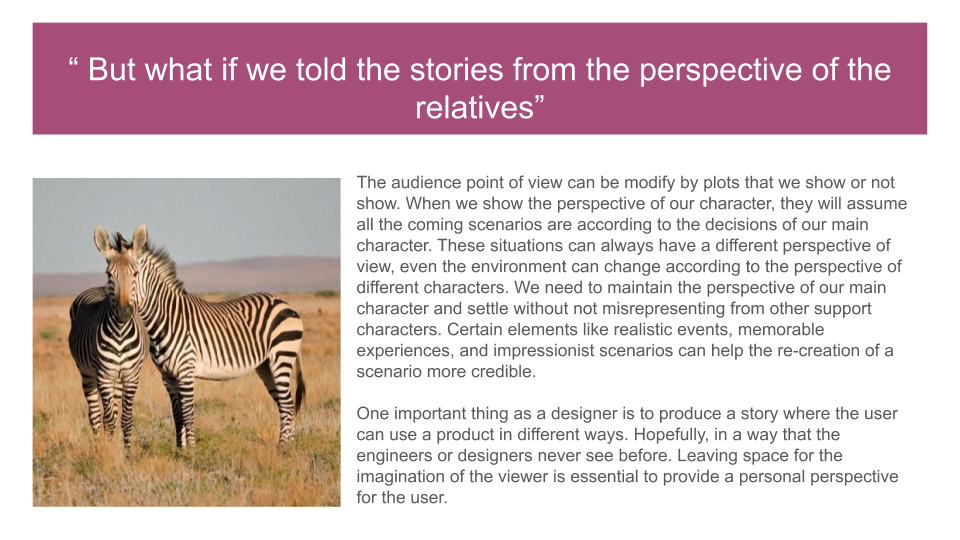 “ But what if we told the stories from the perspective of the
relatives”
The audience point of view can be modify by plots that we show or not
show. When we show the perspective of our character, they will assume
all the coming scenarios are according to the decisions of our main
character. These situations can always have a different perspective of
view, even the environment can change according to the perspective of
different characters. We need to maintain the perspective of our main
character and settle without not misrepresenting from other support
characters. Certain elements like realistic events, memorable
experiences, and impressionist scenarios can help the re-creation of a
scenario more credible.
One important thing as a designer is to produce a story where the user
can use a product in different ways. Hopefully, in a way that the
engineers or designers never see before. Leaving space for the
imagination of the viewer is essential to provide a personal perspective
for the user.